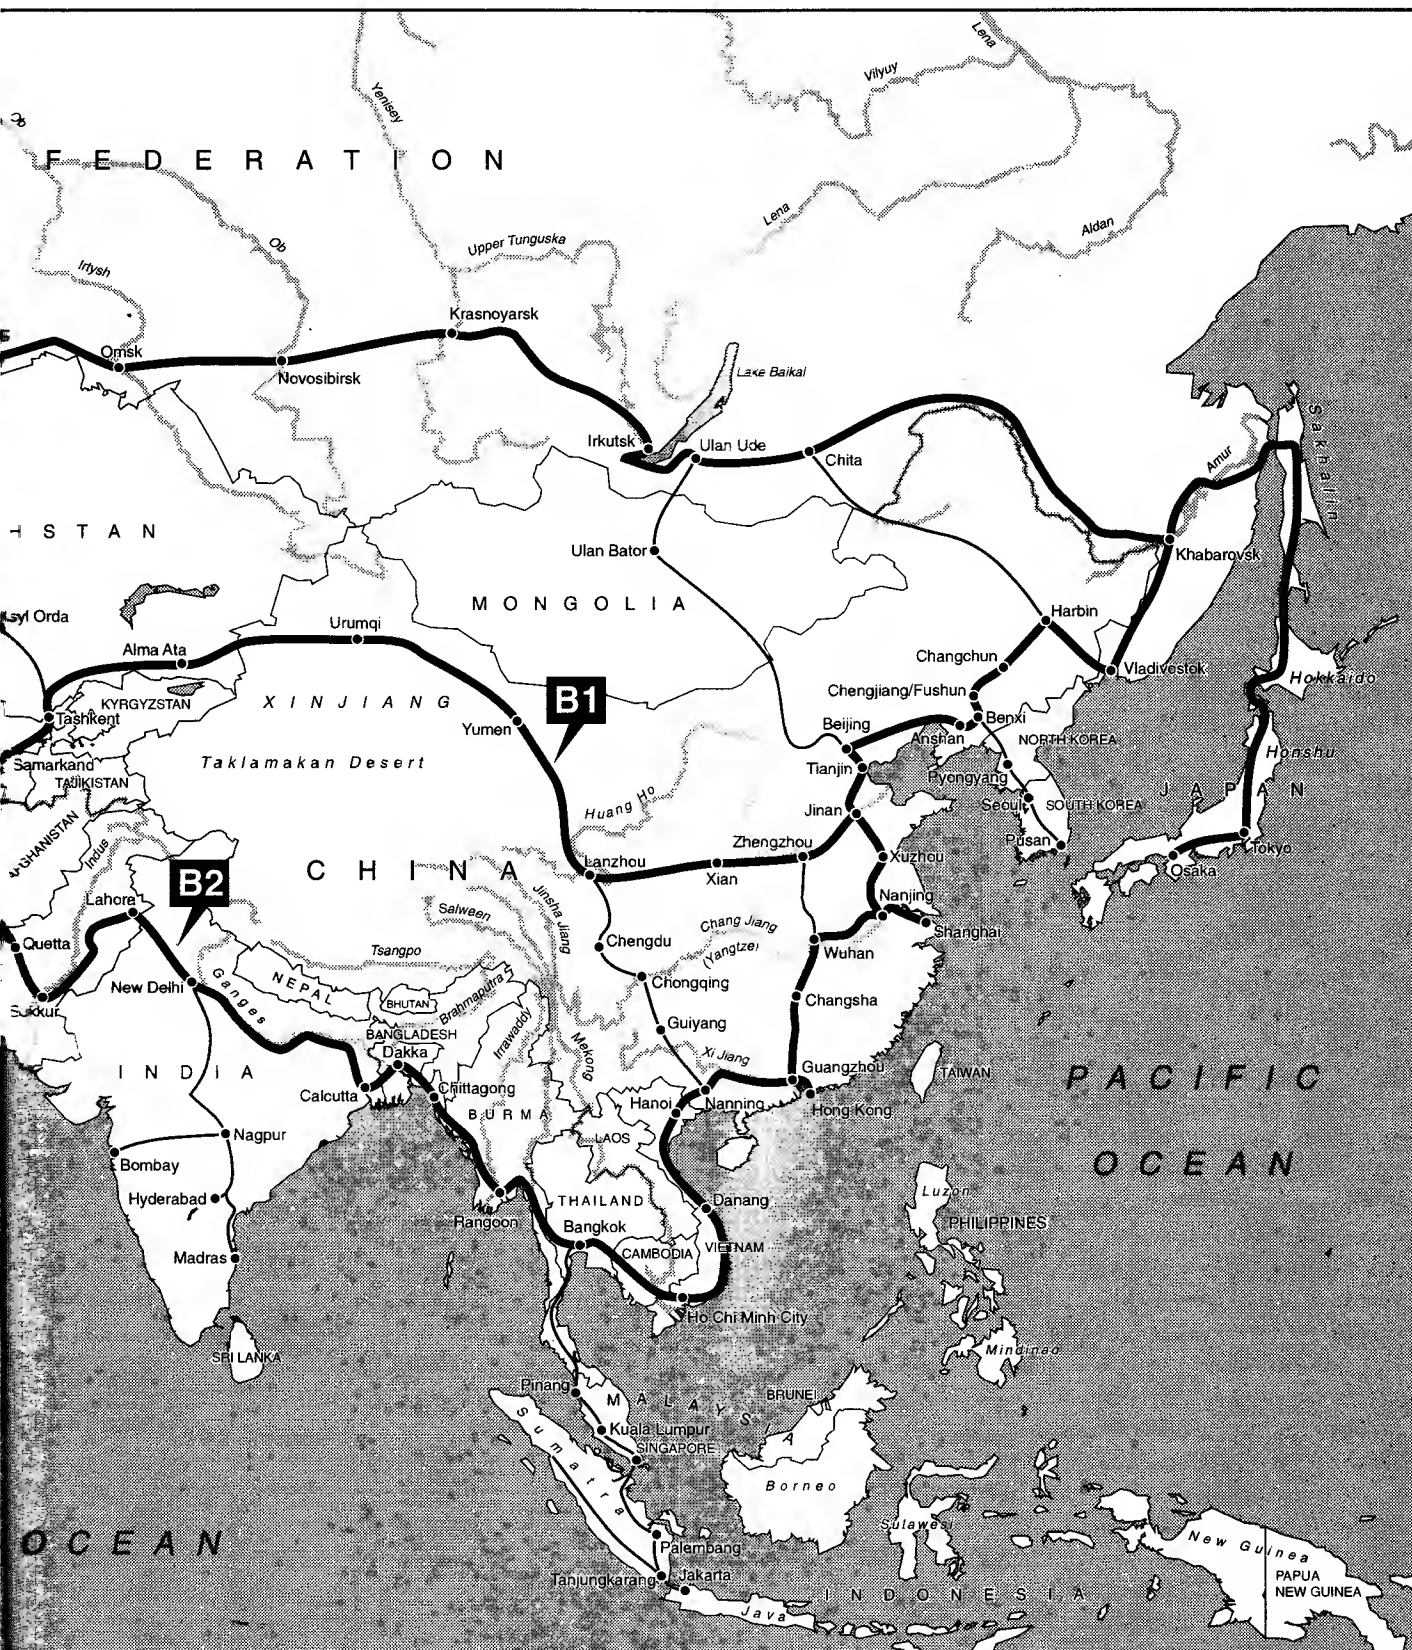 Lena
Vilyuy
Yenisey
Ob
FEDERATION
Lena
Aldan
Ob
Upper Tunguska
Irtysh
Krasnoyarsk
Omsk
Novosibirsk
Lake Baikal
Sakhalin
Irkutsk
Ulan Ude
Chita
Amur
HSTAN
Ulan Bator
Khabarovsk
MONGOLIA
syl Orda
Urumqi
Harbin
Alma Ata
Changchun
Vladivostok
Hokkaido
KYRGYZSTAN
XINJIANG
B1
Chengjiang/Fushun
Tashkent
Yumen
Beijing
Benxi
Anshan
NORTH KOREA
Honshu
Samarkand
Taklamakan Desert
Tianjin
Pyongyang
TAJIKISTAN
JAPAN
Huang Ho
Jinan
Seoul
SOUTH KOREA
AFGHANISTAN
Indus
Zhengzhou
Pusan
Tokyo
CHINA
Lanzhou
Xian
Xuzhou
Osaka
B2
Lahore
Salween
Jinsha Jiang
Nanjing
Chang Jiang
(Yangtze)
Shanghai
Quetta
Tsangpo
Chengdu
Wuhan
New Delhi
Ganges
NEPAL
Chongqing
Sukkur
BHUTAN
Brahmaputra
Changsha
Irrawaddy
Guiyang
BANGLADESH
Mekong
Dakka
Xi Jiang
INDIA
Guangzhou
TAIWAN
PACIFIC
Calcutta
Chittagong
Hanoi
Nanning
Hong Kong
BURMA
Nagpur
LAOS
Bombay
OCEAN
Hyderabad
THAILAND
Danang
Luzon
Rangoon
Bangkok
PHILIPPINES
Madras
CAMBODIA
VIETNAM
Ho Chi Minh City
SRI LANKA
Mindinao
Pinang
MALAYSIA
BRUNEI
Sumatra
Kuala Lumpur
SINGAPORE
Borneo
Sulawesi
OCEAN
Palembang
New Guinea
Tanjungkarang
Jakarta
PAPUA
NEW GUINEA
INDONESIA
Java